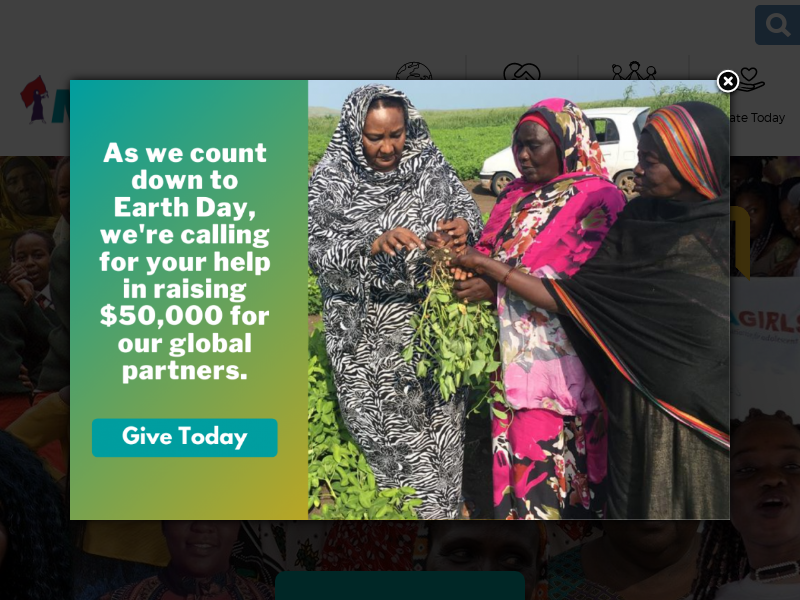 ate Today
As we count
down to
Earth Day,
we're calling
for your help
in raising
$50,000 for
our global
partners.
Give Today
GIRLS